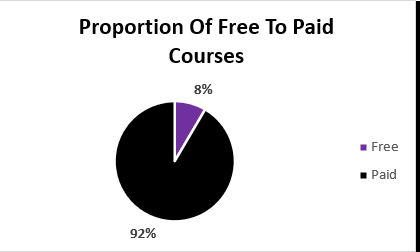 Proportion Of Free To Paid
Courses
8%
Free
Paid
92%